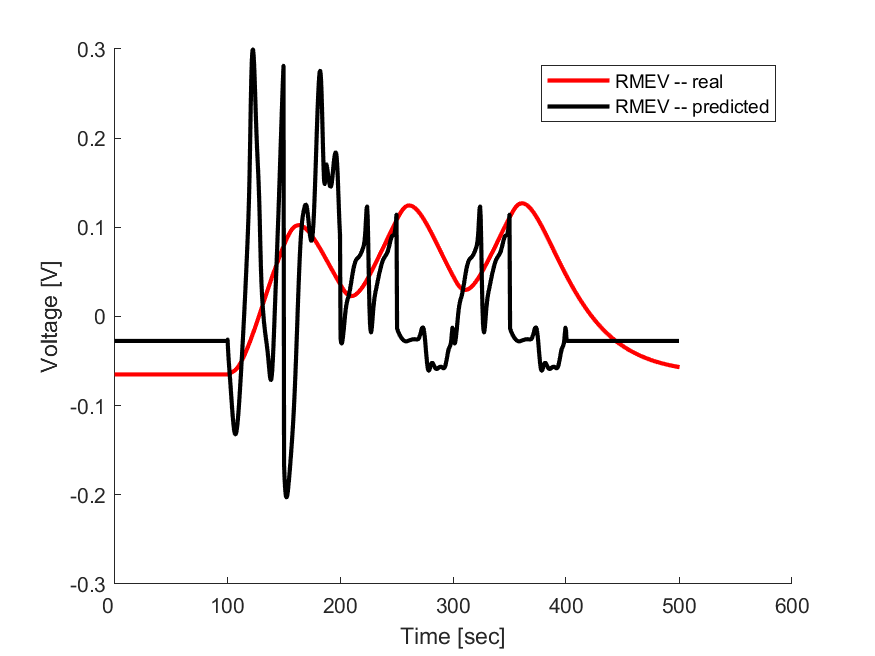 0.3
0.2
0.1
0
-0.1
-0.2
-0.3
Voltage [V]
RMEV -- real
RMEV -- predicted
0 100 200 300 400 500 600
Time [sec]